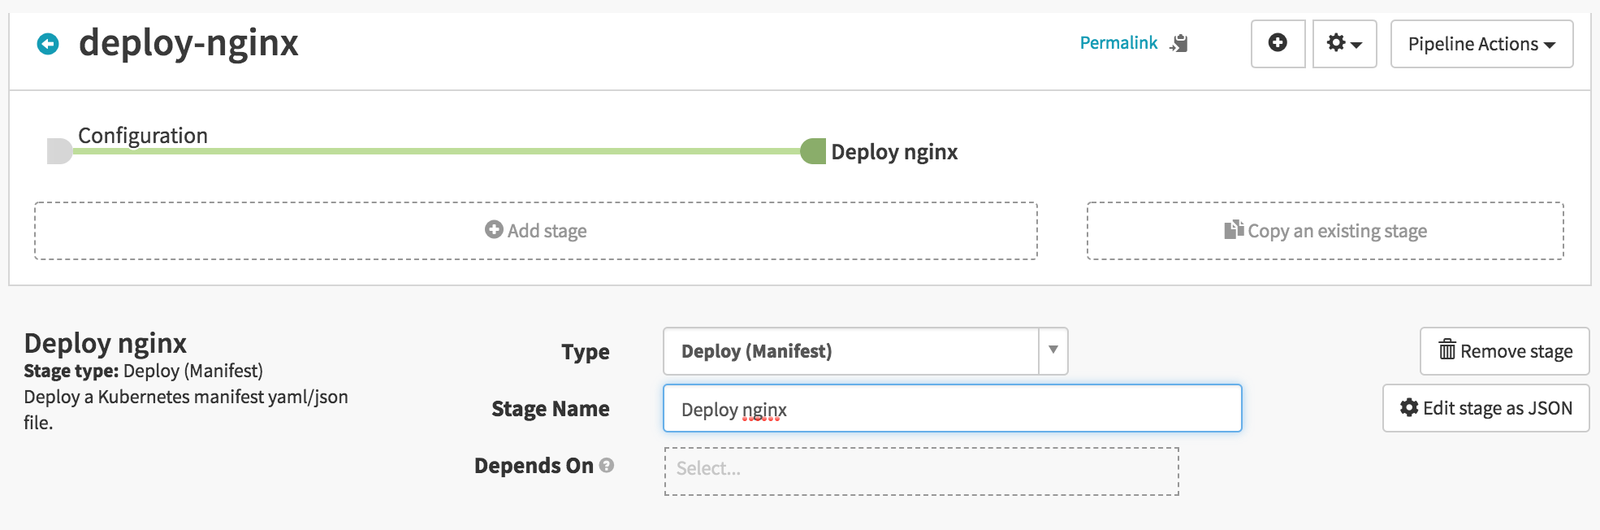 deploy-nginx
Permalink
Pipeline Actions
Configuration
Deploy nginx
Add stage
Copy an existing stage
Deploy nginx
Stage type: Deploy (Manifest)
Deploy a Kubernetes manifest yaml/json
file.
Type
Deploy (Manifest)
Remove stage
Stage Name
Deploy nginx
Edit stage as JSON
Depends On
Select...